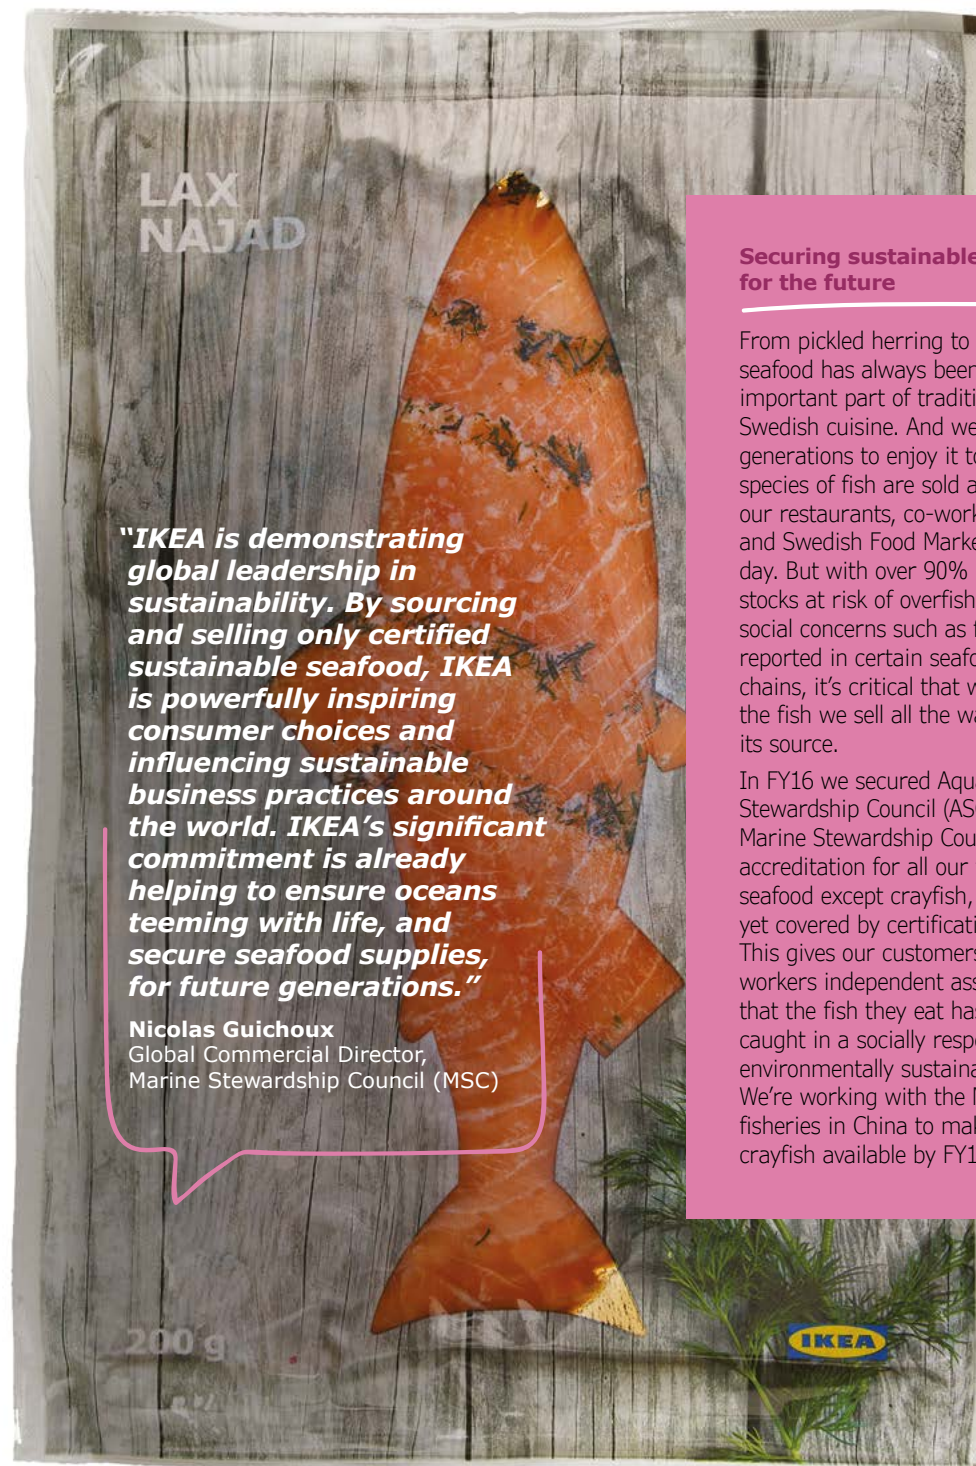 LAX
NAJAD
“IKEA is demonstrating
global leadership in
sustainability. By sourcing
and selling only certified
sustainable seafood, IKEA
is powerfully inspiring
consumer choices and
influencing sustainable
business practices around
the world. IKEA’s significant
commitment is already
helping to ensure oceans
teeming with life, and
secure seafood supplies,
for future generations.”
Nicolas Guichoux
Global Commercial Director,
Marine Stewardship Council (MSC)
200 g
Securing sustainable
for the future
From pickled herring to
seafood has always been
important part of traditi
Swedish cuisine. And we
generations to enjoy it to
species of fish are sold a
our restaurants, co-work
and Swedish Food Marke
day. But with over 90%
stocks at risk of overfish
social concerns such as f
reported in certain seafo
chains, it’s critical that w
the fish we sell all the wa
its source.
In FY16 we secured Aqua
Stewardship Council (AS
Marine Stewardship Cou
accreditation for all our
seafood except crayfish,
yet covered by certificati
This gives our customers
workers independent ass
that the fish they eat has
caught in a socially respo
environmentally sustaina
We’re working with the M
fisheries in China to mak
crayfish available by FY1
IKEA